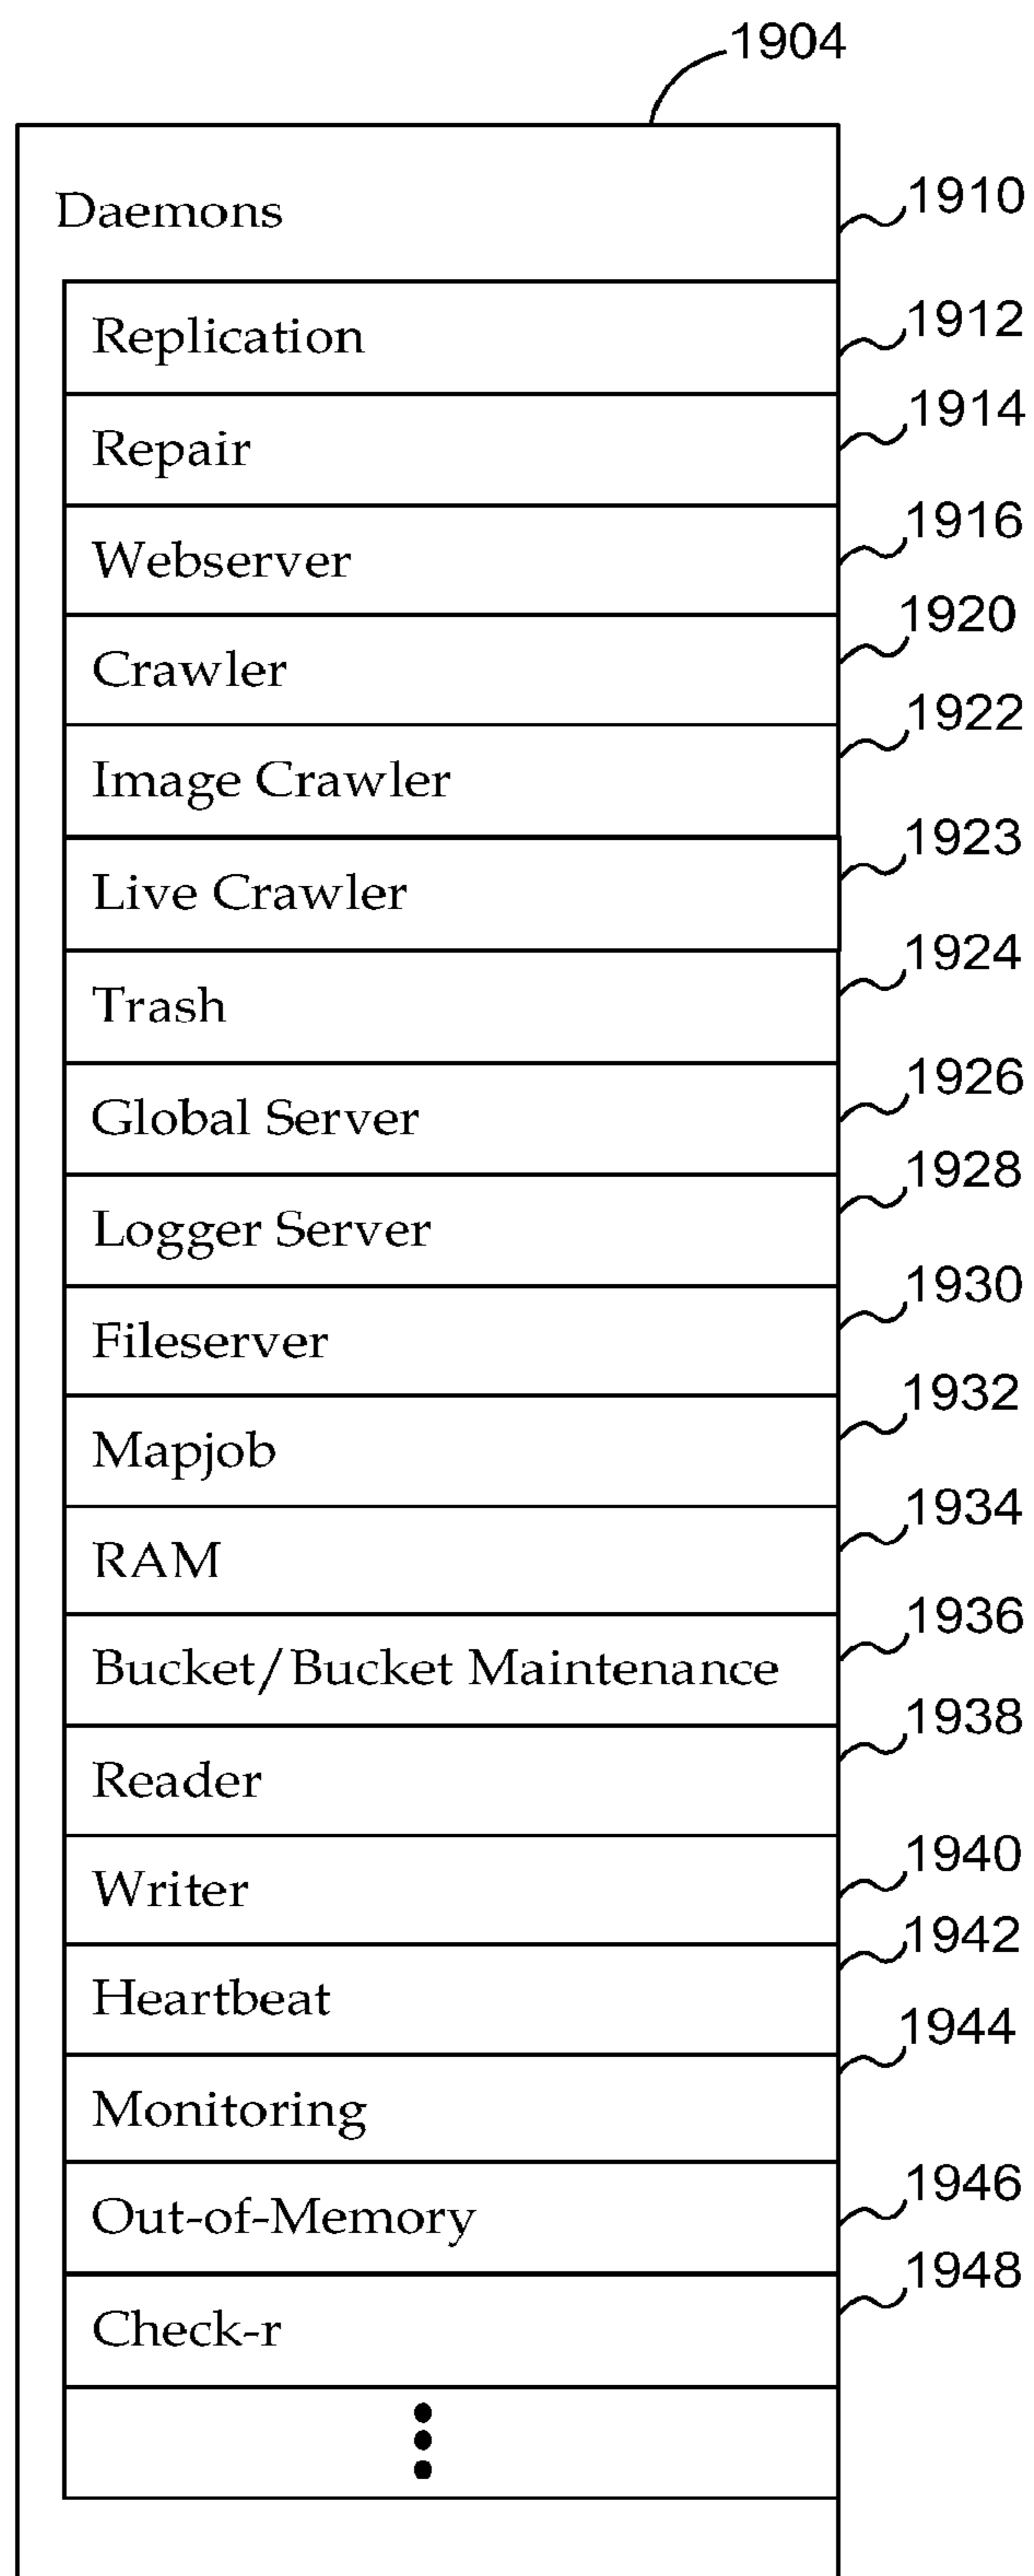 1904
Daemons
1910
Replication
1912
Repair
1914
Webserver
1916
Crawler
1920
Image Crawler
1922
Live Crawler
1923
Trash
1924
Global Server
1926
Logger Server
1928
Fileserver
1930
Mapjob
1932
RAM
1934
Bucket/Bucket Maintenance
1936
Reader
1938
Writer
1940
Heartbeat
1942
Monitoring
1944
Out-of-Memory
1946
Check-r
1948